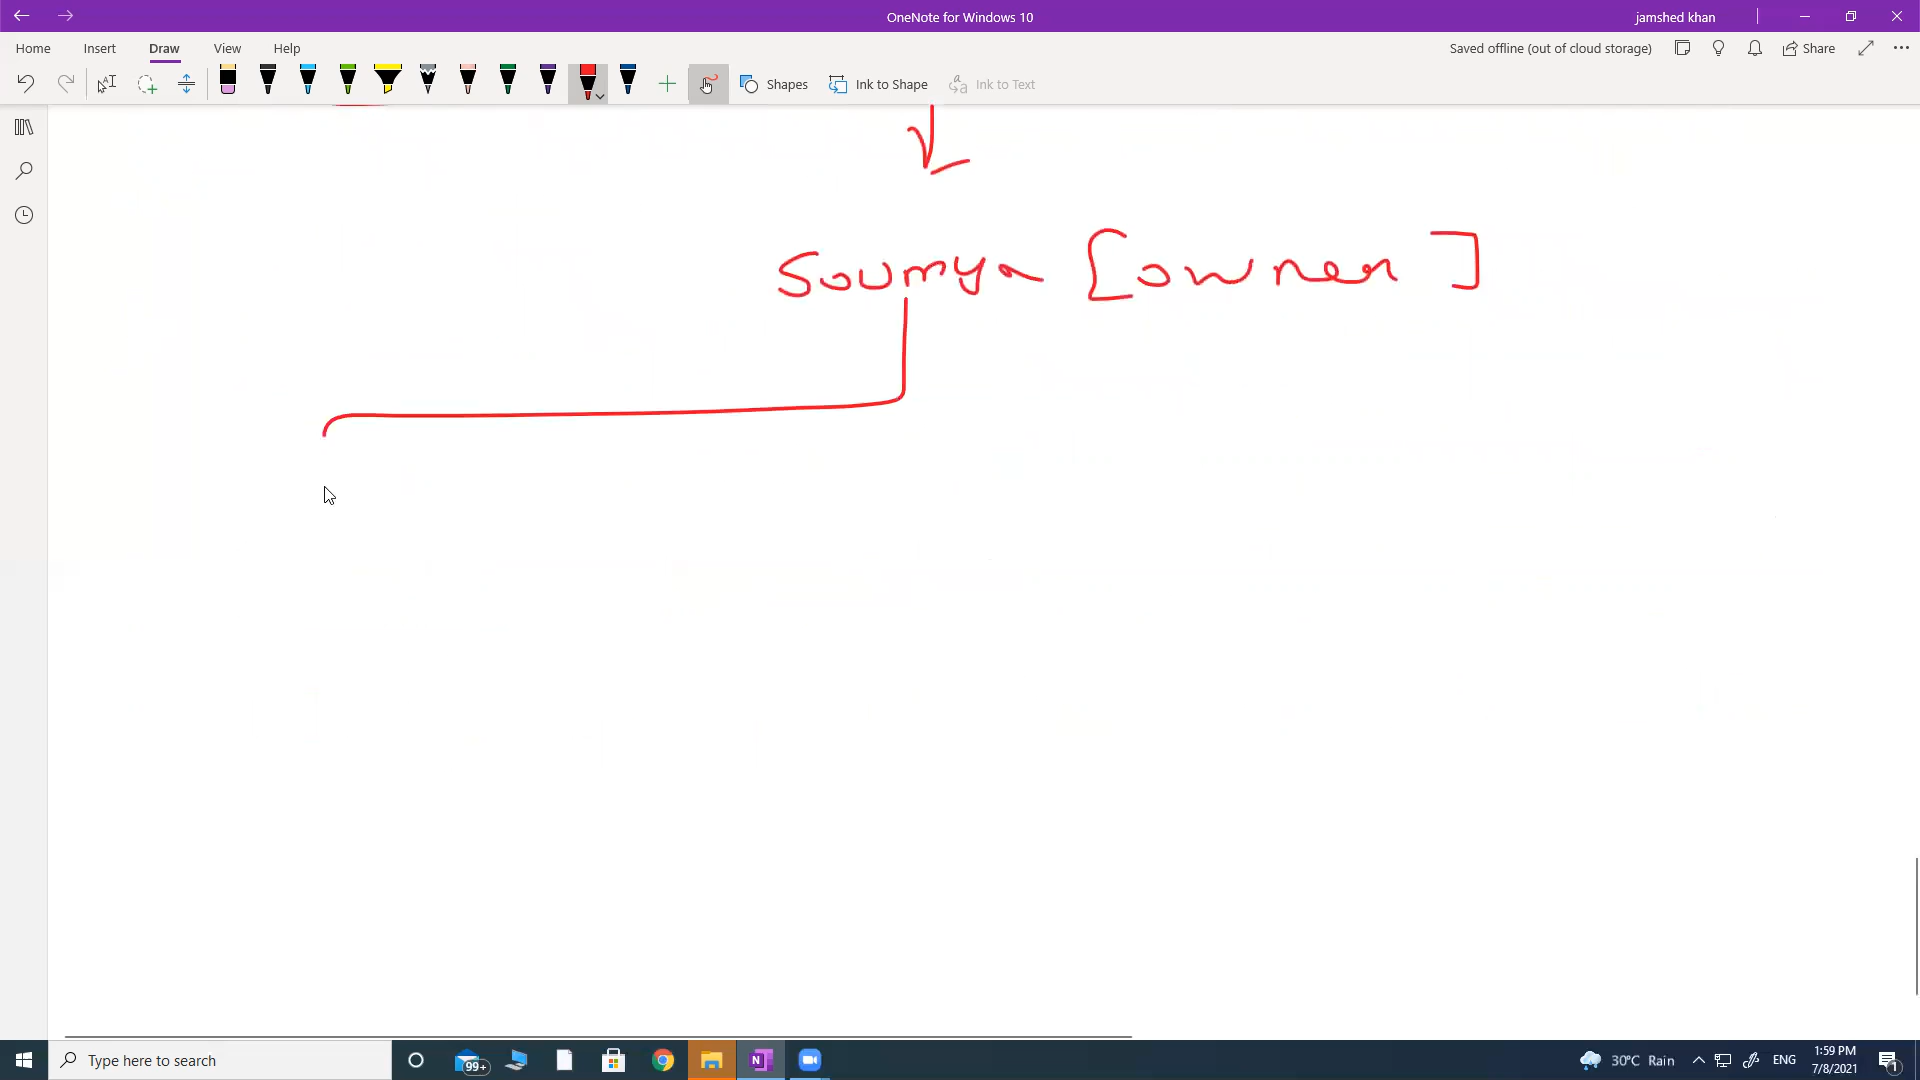 OneNote for Windows 10
jamshed khan
Home Insert Draw View Help
Saved offline (out of cloud storage)
Share
Shapes
Ink to Shape
Ink to Text
Soumya [owner]
Type here to search
99+
N
30°C Rain
ENG
1:59 PM
7/8/2021
1